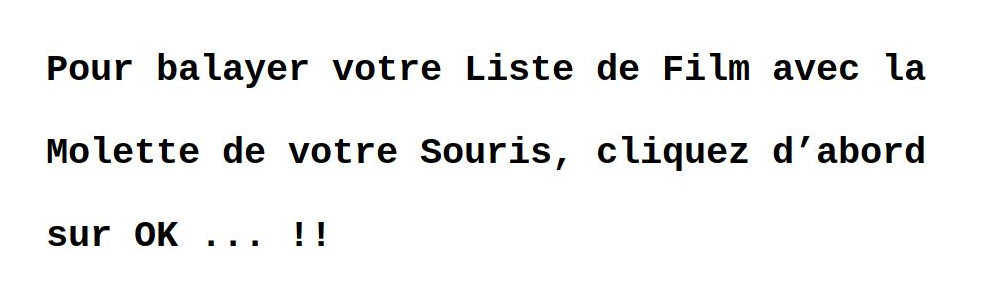 Pour balayer votre Liste de Film avec la
Molette de votre Souris, cliquez d’abord
sur OK ... !!